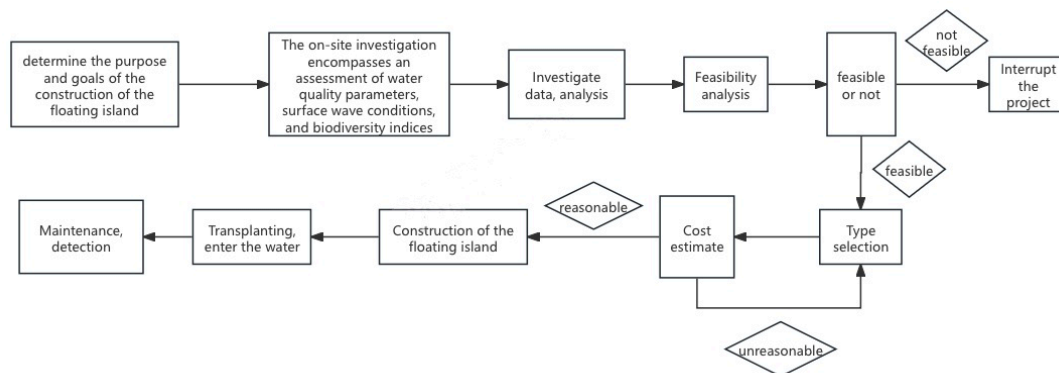 determine the purpose
and goals of the
construction of the
floating island
The on-site investigation
encompasses an
assessment of water
quality parameters,
surface wave conditions,
and biodiversity indices
Investigate
data, analysis
Feasibility
analysis
feasible
or not
not
feasible
Interrupt
the
project
feasible
Type
selection
Cost
estimate
unreasonable
reasonable
Construction of the
floating island
Transplanting,
enter the water
Maintenance,
detection